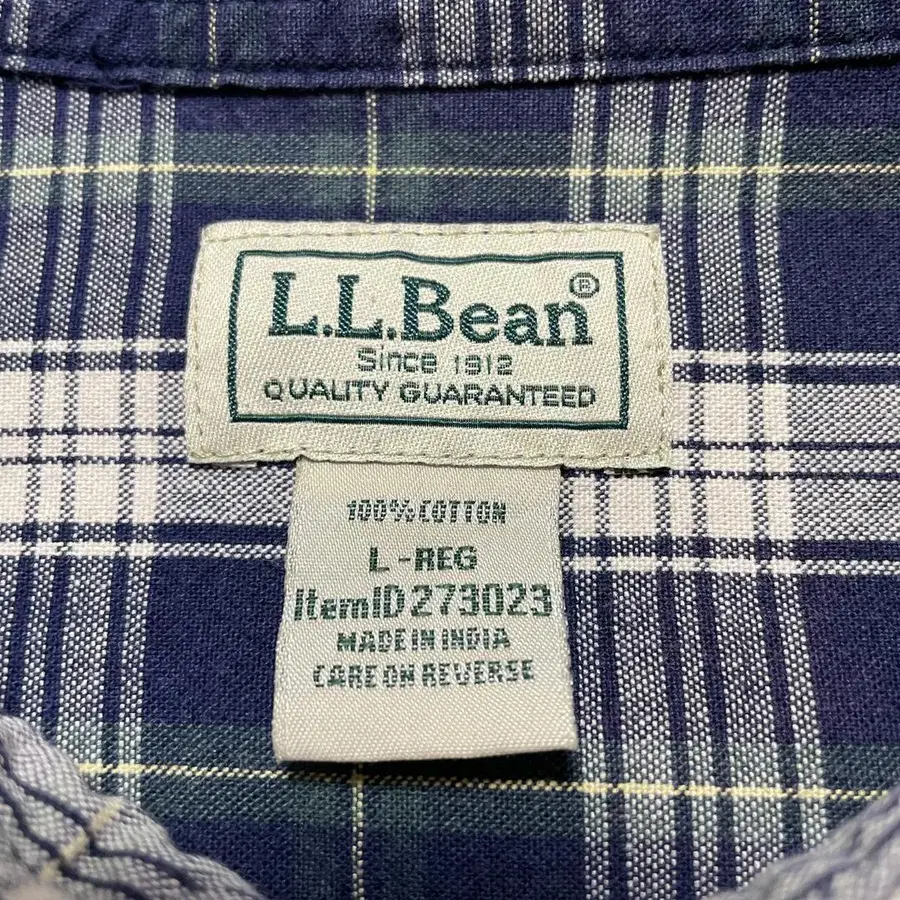 L.L.Bean®
Since 1912
QUALITY GUARANTEED
100% COTTON
L-REG
ItemID 273023
MADE IN INDIA
CARE ON REVERSE